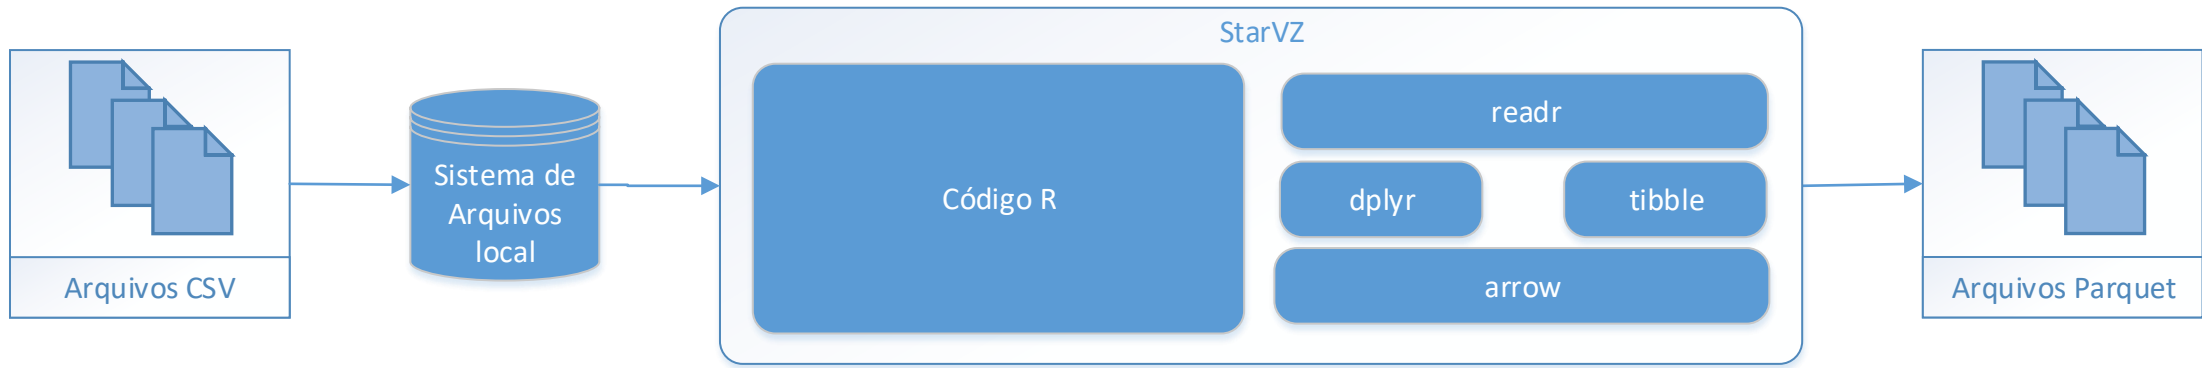 StarVZ
Arquivos CSV
Sistema de
Arquivos
local
Código R
readr
dplyr
tibble
arrow
Arquivos Parquet